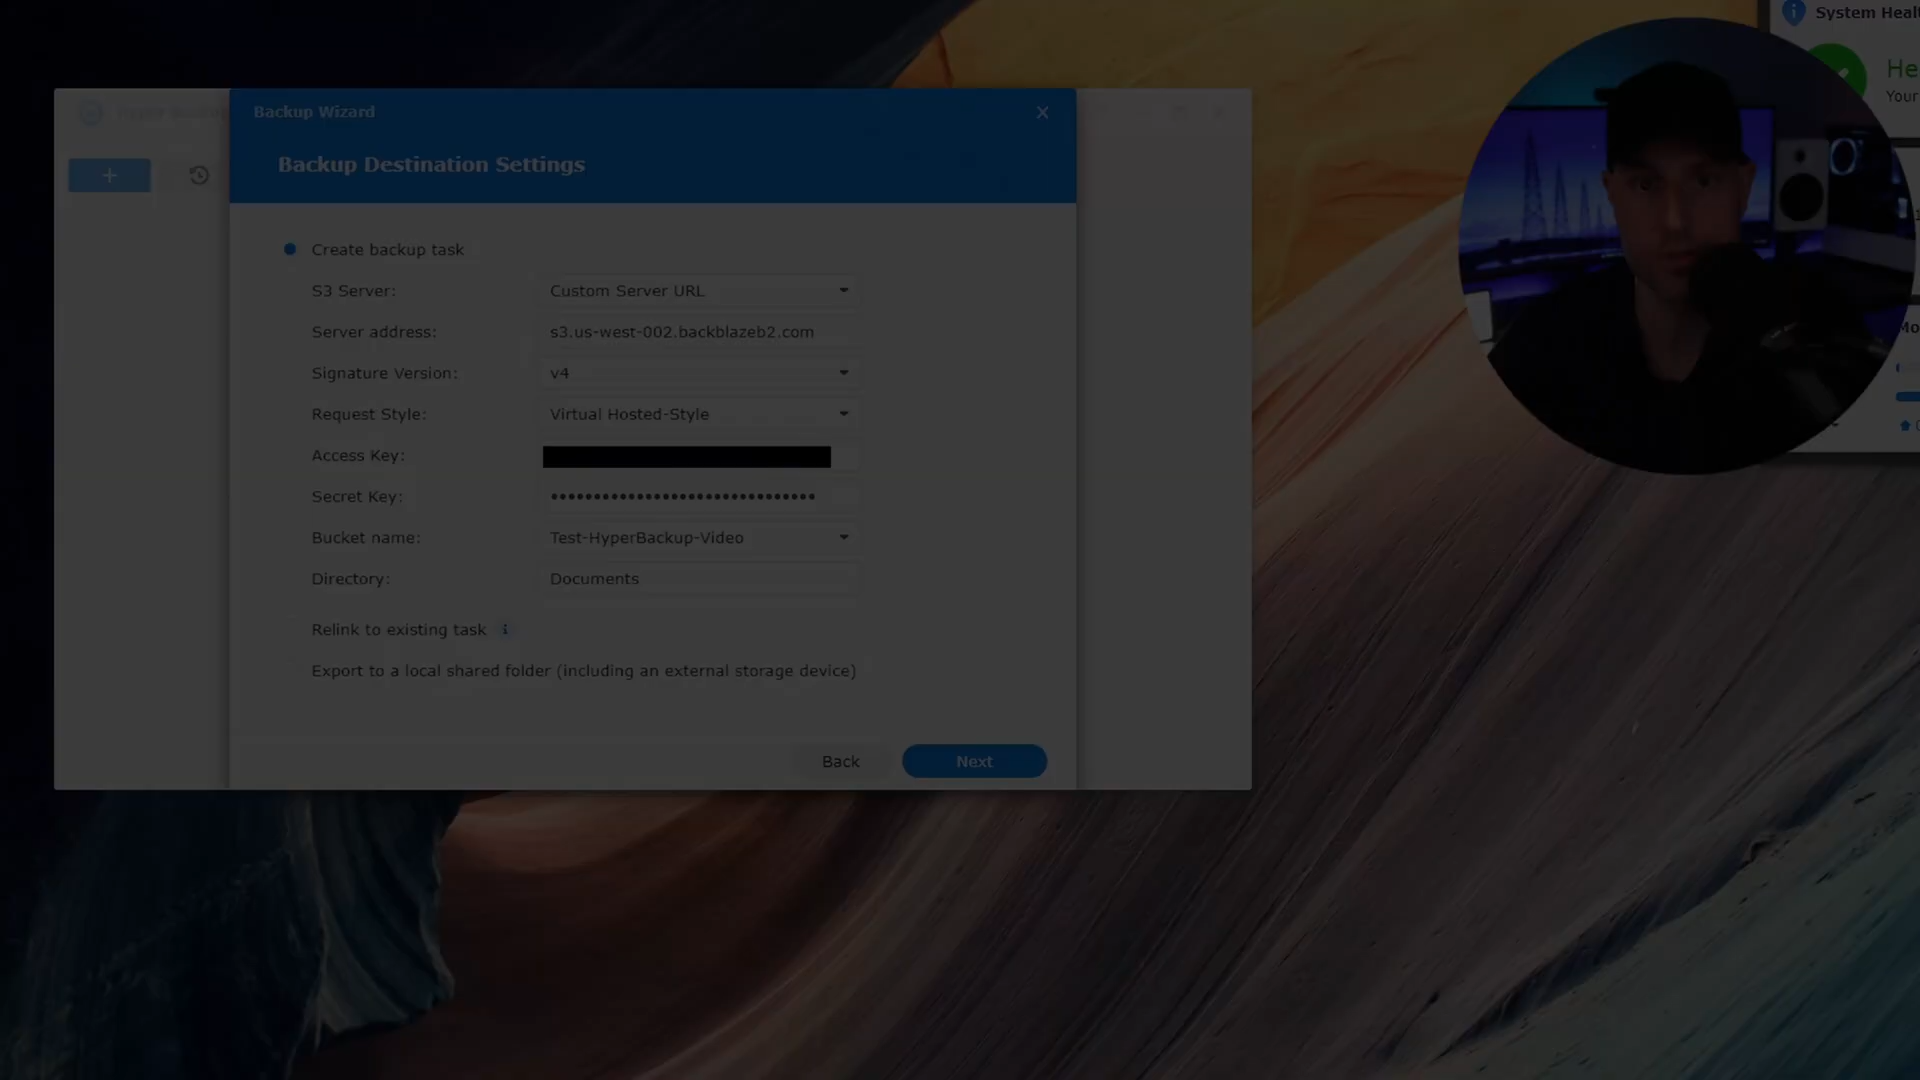 System Heal
He
Your
Backup Wizard
Backup Destination Settings
Create backup task
S3 Server: Custom Server URL
Server address: s3.us-west-002.backblazeb2.com
Signature Version: v4
Request Style: Virtual Hosted-Style
Access Key:
Secret Key: ••••••••••••••••••••••••••••••
Bucket name: Test-HyperBackup-Video
Directory: Documents
Relink to existing task
Export to a local shared folder (including an external storage device)
Back Next